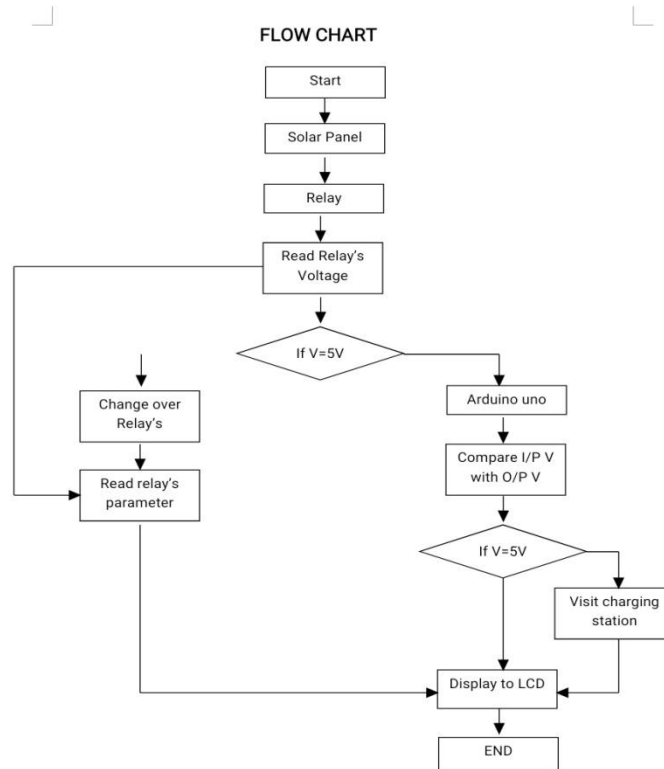 FLOW CHART
Start
Solar Panel
Relay
Read Relay's
Voltage
If V=5V
Change over
Relay's
Read relay's
parameter
Arduino uno
Compare I/P V
with O/P V
If V=5V
Visit charging
station
Display to LCD
END